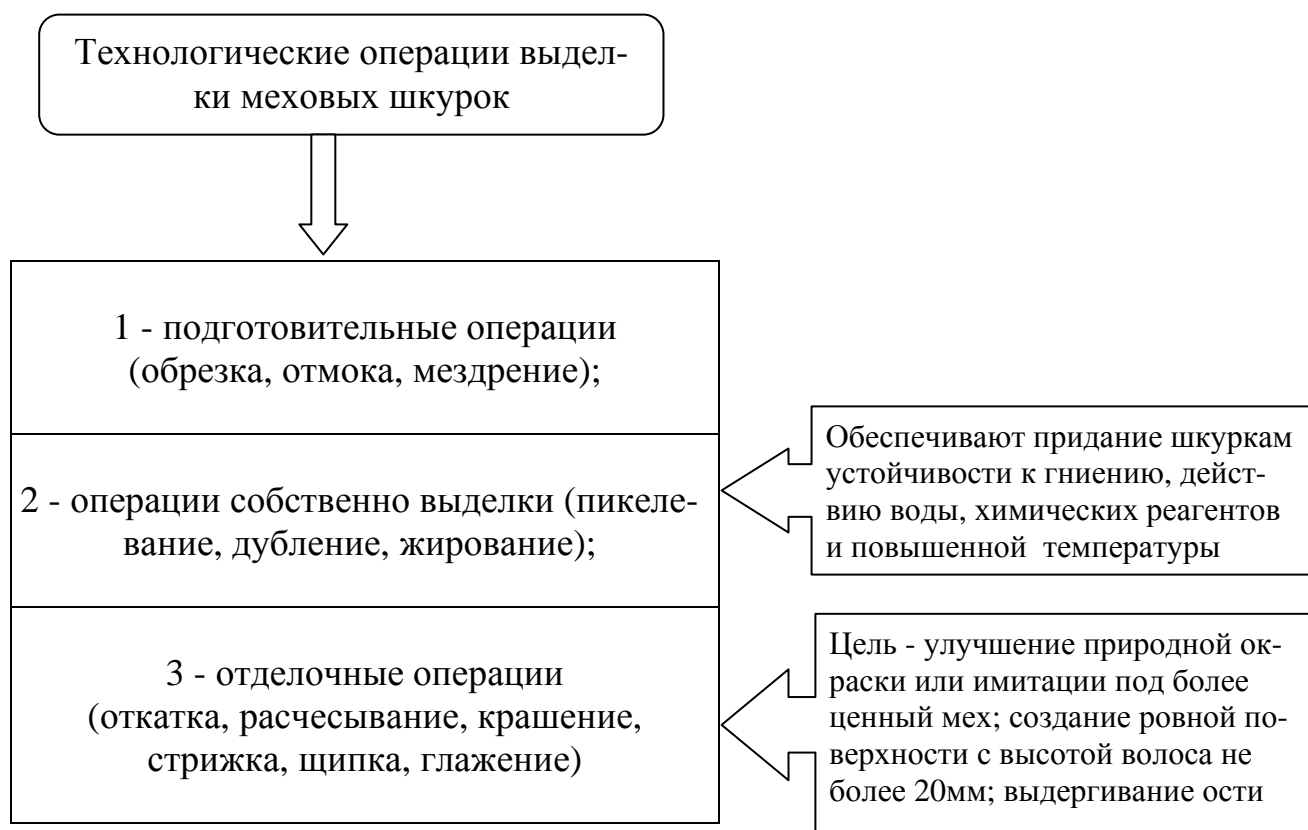 Технологические операции выдел-
ки меховых шкурок
1 - подготовительные операции
(обрезка, отмока, мездрение);
2 - операции собственно выделки (пикеле-
вание, дубление, жирование);
Обеспечивают придание шкуркам
устойчивости к гниению, дейст-
вию воды, химических реагентов
и повышенной температуры
3 - отделочные операции
(откатка, расчесывание, крашение,
стрижка, щипка, глажение)
Цель - улучшение природной ок-
раски или имитации под более
ценный мех; создание ровной по-
верхности с высотой волоса не
более 20мм; выдергивание ости